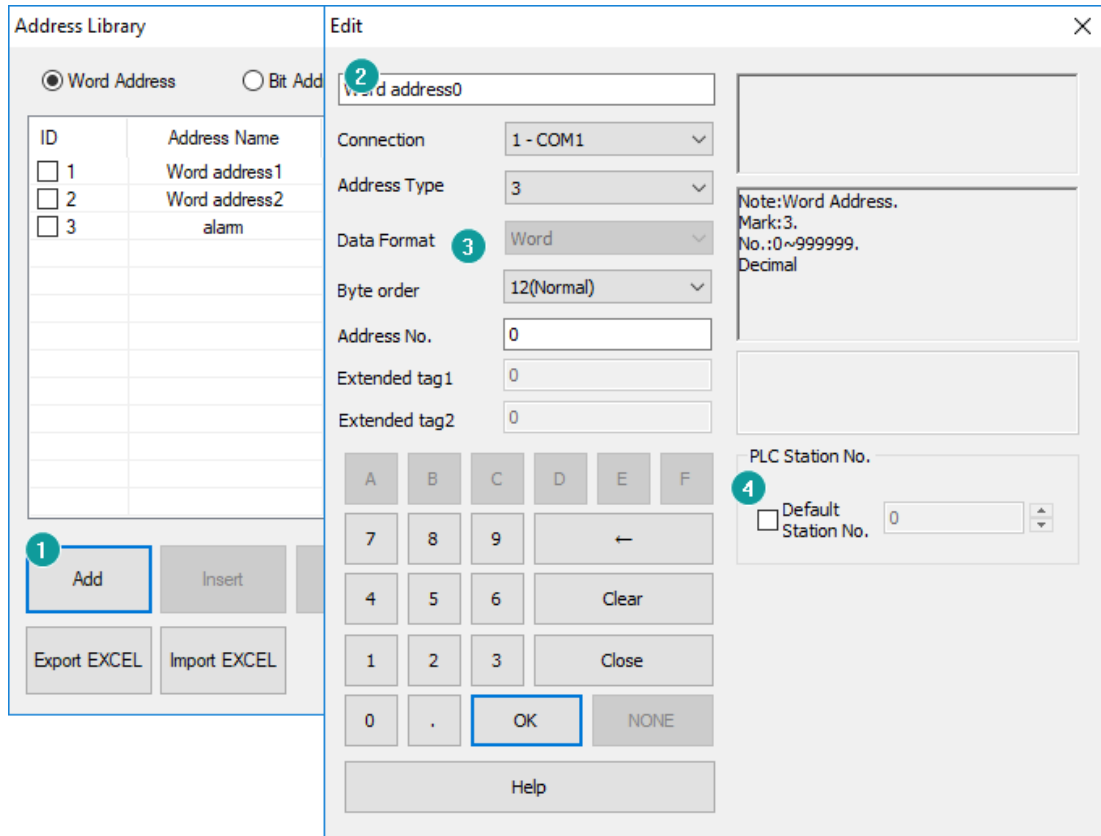 Address Library
Word Address
Bit Add
ID Address Name
1 Word address1
2 Word address2
3 alarm
1
Add Insert
Export EXCEL Import EXCEL
Edit
2
Word address0
Connection 1 - COM1
Address Type 3
Data Format 3 Word
Byte order 12(Normal)
Address No. 0
Extended tag1 0
Extended tag2 0
A B C D E F
7 8 9 ←
4 5 6 Clear
1 2 3 Close
0 . OK NONE
Help
Note:Word Address.
Mark:3.
No.:0~999999.
Decimal
PLC Station No.
4
Default
Station No. 0